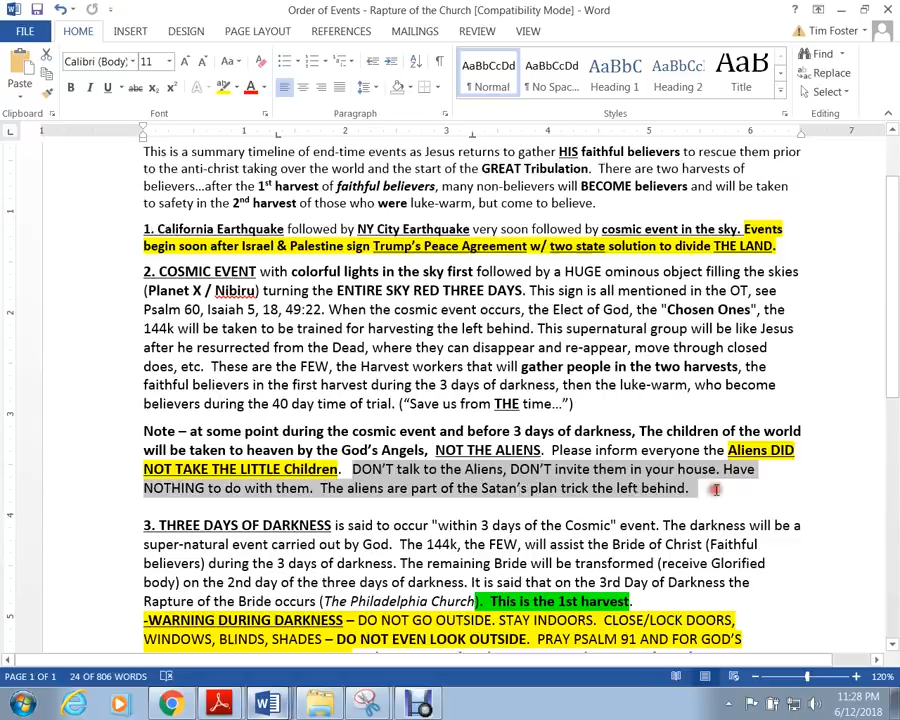 Order of Events - Rapture of the Church [Compatibility Mode] - Word
FILE HOME INSERT DESIGN PAGE LAYOUT REFERENCES MAILINGS REVIEW VIEW Tim Foster
Calibri (Body) 11 Aa
AaBbCcDd AaBbCcDd AaBbC AaBbCc AaB
Find
Replace
Select
Paste
B I U abc x₂ x² A A
¶ Normal ¶ No Spac... Heading 1 Heading 2 Title
Clipboard Font Paragraph Styles Editing
1 1 2 3 4 5 6 7
This is a summary timeline of end-time events as Jesus returns to gather HIS faithful believers to rescue them prior
to the anti-christ taking over the world and the start of the GREAT Tribulation. There are two harvests of
believers...after the 1st harvest of faithful believers, many non-believers will BECOME believers and will be taken
to safety in the 2nd harvest of those who were luke-warm, but come to believe.
1. California Earthquake followed by NY City Earthquake very soon followed by cosmic event in the sky. Events
begin soon after Israel & Palestine sign Trump's Peace Agreement w/ two state solution to divide THE LAND.
2. COSMIC EVENT with colorful lights in the sky first followed by a HUGE ominous object filling the skies
(Planet X / Nibiru) turning the ENTIRE SKY RED THREE DAYS. This sign is all mentioned in the OT, see
Psalm 60, Isaiah 5, 18, 49:22. When the cosmic event occurs, the Elect of God, the "Chosen Ones", the
144k will be taken to be trained for harvesting the left behind. This supernatural group will be like Jesus
after he resurrected from the Dead, where they can disappear and re-appear, move through closed
does, etc. These are the FEW, the Harvest workers that will gather people in the two harvests, the
faithful believers in the first harvest during the 3 days of darkness, then the luke-warm, who become
believers during the 40 day time of trial. ("Save us from THE time...")
Note – at some point during the cosmic event and before 3 days of darkness, The children of the world
will be taken to heaven by the God's Angels, NOT THE ALIENS. Please inform everyone the Aliens DID
NOT TAKE THE LITTLE Children. DON'T talk to the Aliens, DON'T invite them in your house. Have
NOTHING to do with them. The aliens are part of the Satan's plan trick the left behind.
3. THREE DAYS OF DARKNESS is said to occur "within 3 days of the Cosmic" event. The darkness will be a
super-natural event carried out by God. The 144k, the FEW, will assist the Bride of Christ (Faithful
believers) during the 3 days of darkness. The remaining Bride will be transformed (receive Glorified
body) on the 2nd day of the three days of darkness. It is said that on the 3rd Day of Darkness the
Rapture of the Bride occurs (The Philadelphia Church). This is the 1st harvest.
-WARNING DURING DARKNESS – DO NOT GO OUTSIDE. STAY INDOORS. CLOSE/LOCK DOORS,
WINDOWS, BLINDS, SHADES – DO NOT EVEN LOOK OUTSIDE. PRAY PSALM 91 AND FOR GOD'S
PAGE 1 OF 1 24 OF 806 WORDS 120%
11:28 PM
6/12/2018